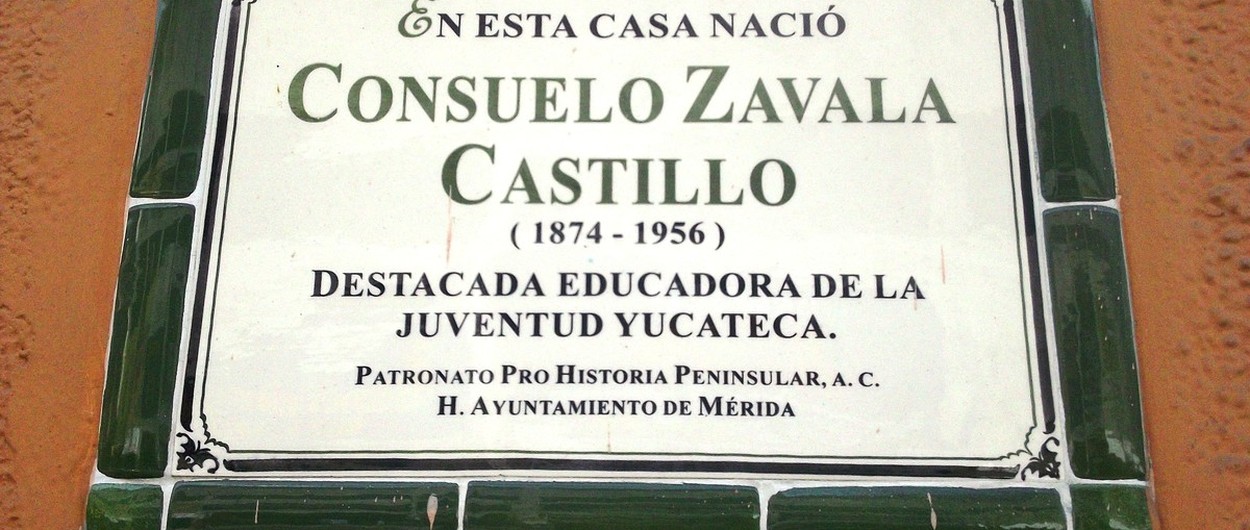 EN ESTA CASA NACIÓ
CONSUELO ZAVALA
CASTILLO
( 1874 - 1956 )
DESTACADA EDUCADORA DE LA
JUVENTUD YUCATECA.
PATRONATO PRO HISTORIA PENINSULAR, A. C.
H. AYUNTAMIENTO DE MÉRIDA